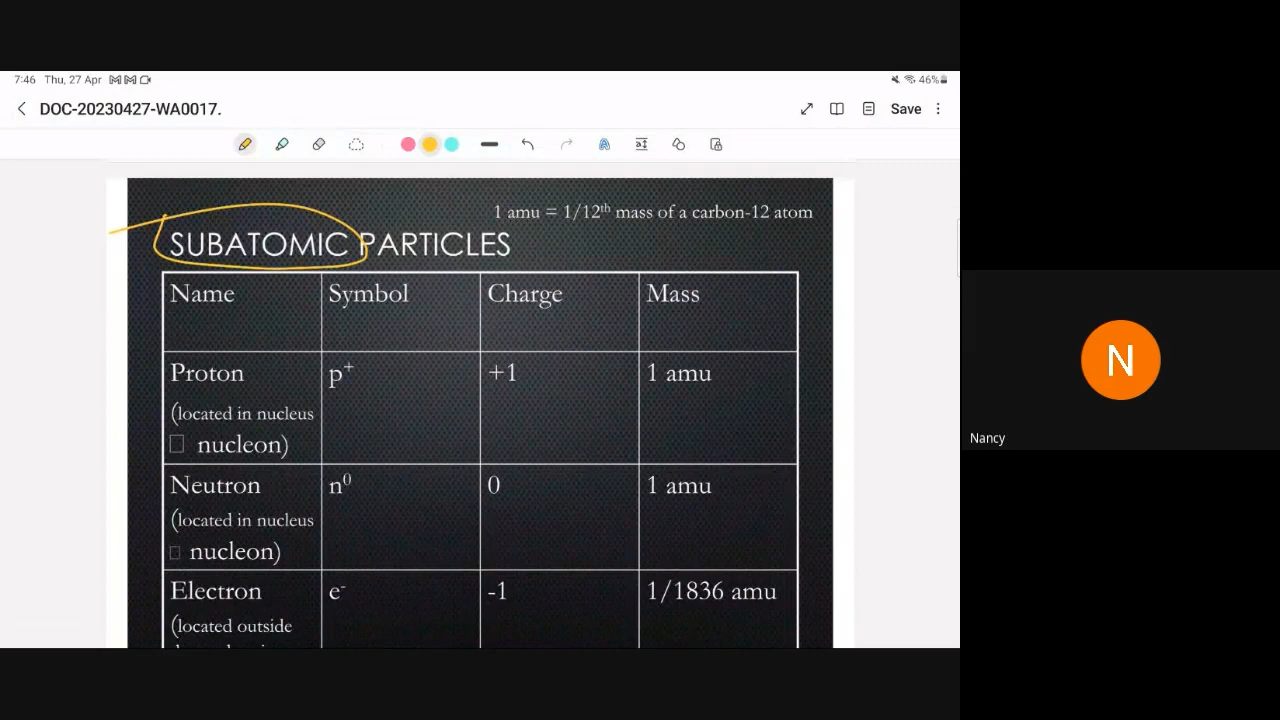 7:46 Thu, 27 Apr
46%
DOC-20230427-WA0017.
Save
1 amu = 1/12th mass of a carbon-12 atom
SUBATOMIC PARTICLES
Name Symbol Charge Mass
Proton p+ +1 1 amu
(located in nucleus
nucleon)
Neutron n0 0 1 amu
(located in nucleus
nucleon)
Electron e- -1 1/1836 amu
(located outside
N
Nancy